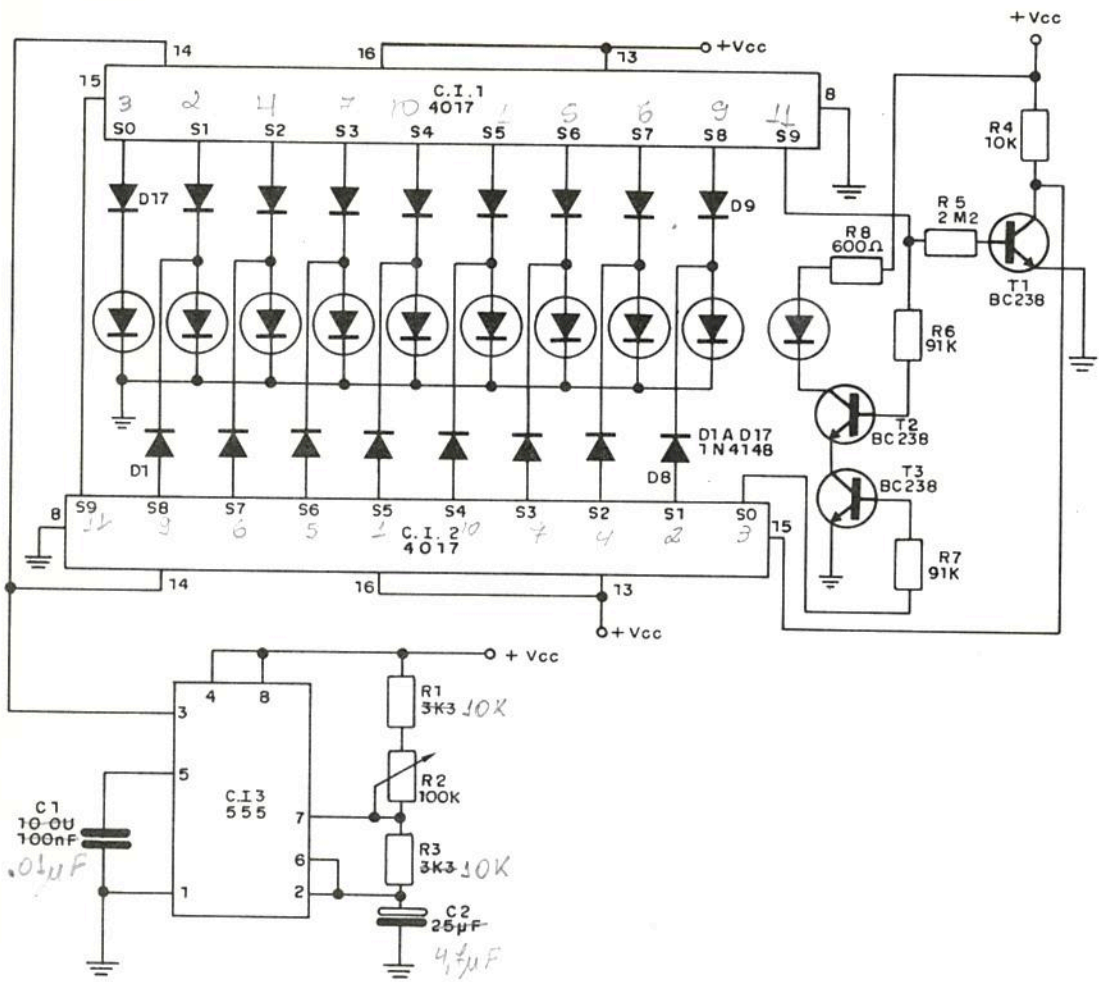 +Vcc
14
16
13
+Vcc
15
C.I.1
4017
8
3 2 4 7 10 1 5 6 9 11
S0 S1 S2 S3 S4 S5 S6 S7 S8 S9
R4
10K
D17
D9
R5
2M2
R8
600Ω
T1
BC238
R6
91K
T2
BC238
D1
D1 A D17
1N4148
D8
T3
BC238
8
S9 S8 S7 S6 S5 S4 S3 S2 S1 S0
11 9 6 5 1 10 7 4 2 3
C.I.2
4017
15
R7
91K
14
16
13
+Vcc
+Vcc
4 8
R1
3K3 10K
3
5
R2
100K
C.I3
555
7
C1
10 0U
100nF
.01µF
R3
3K3 10K
6
1
2
C2
25µF
4,7µF